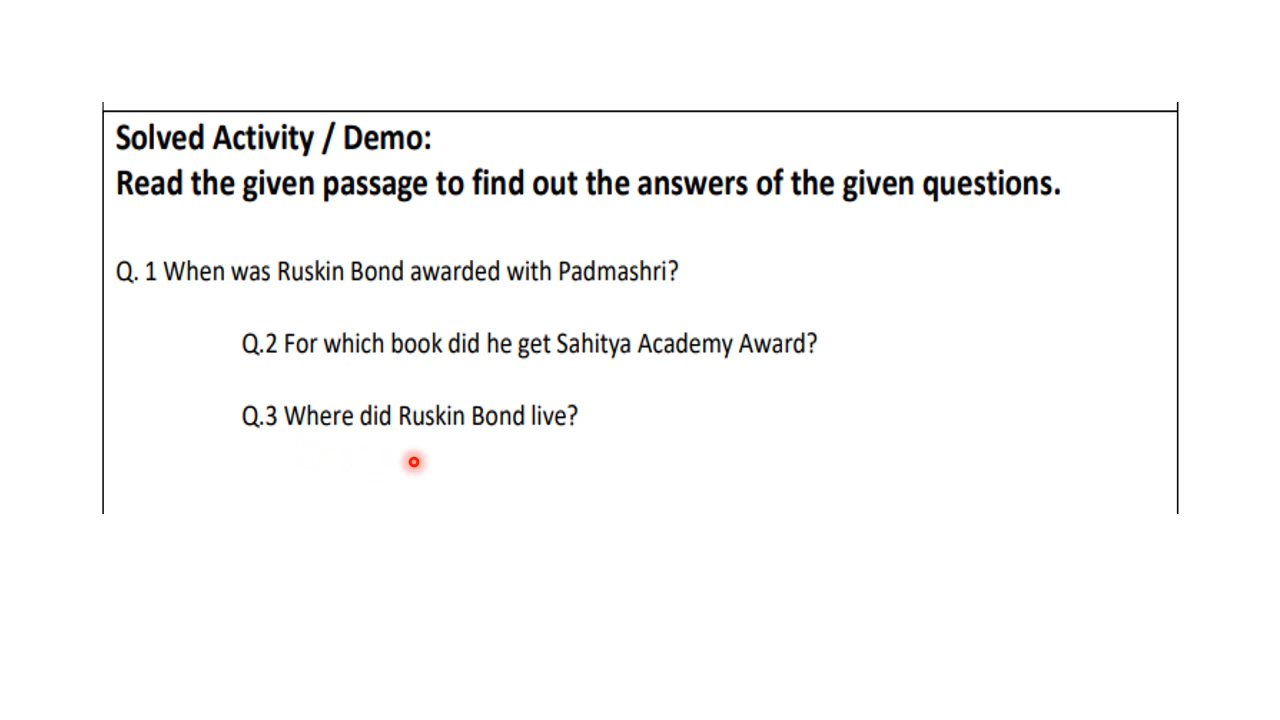 Solved Activity / Demo:
Read the given passage to find out the answers of the given questions.
Q. 1 When was Ruskin Bond awarded with Padmashri?
Q.2 For which book did he get Sahitya Academy Award?
Q.3 Where did Ruskin Bond live?